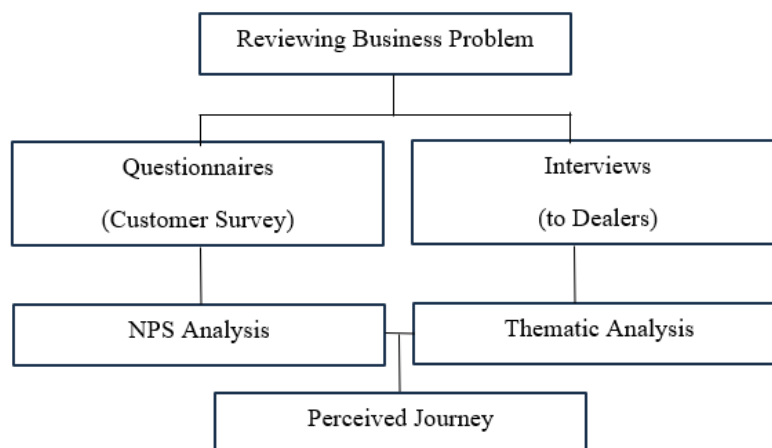 Reviewing Business Problem
Questionnaires
(Customer Survey)
Interviews
(to Dealers)
NPS Analysis
Thematic Analysis
Perceived Journey